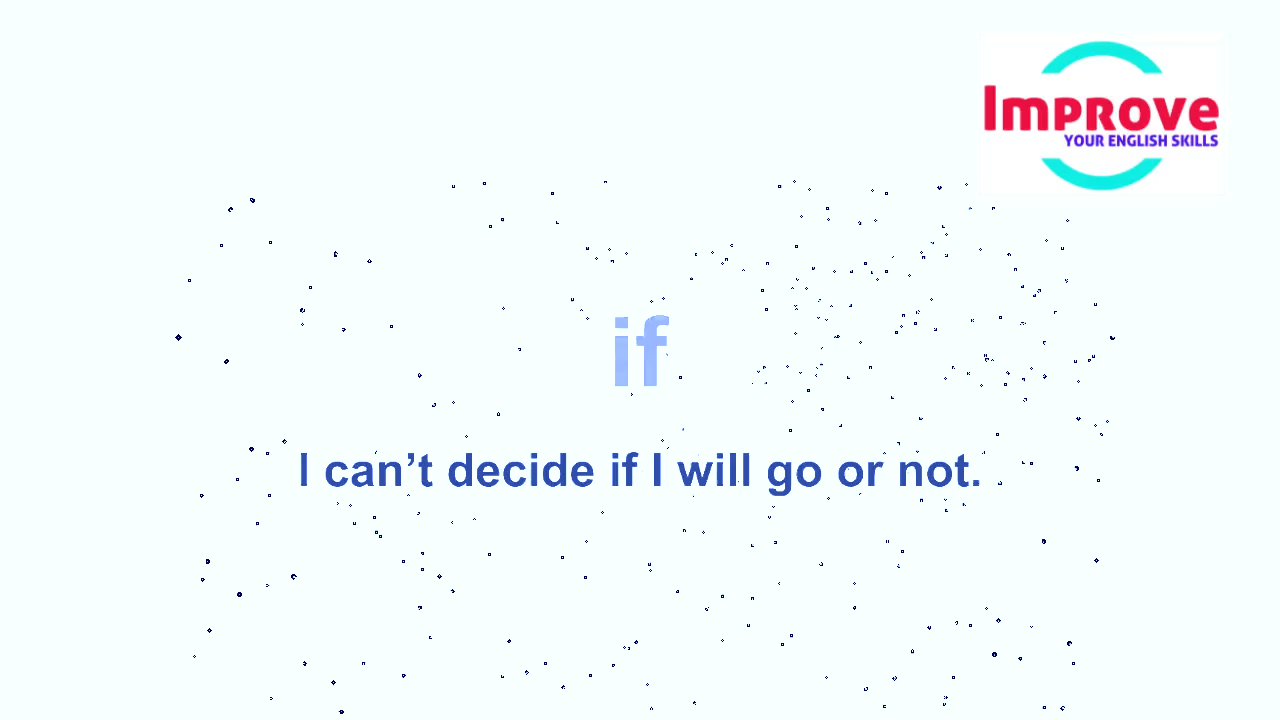 Improve
YOUR ENGLISH SKILLS
if
I can’t decide if I will go or not.